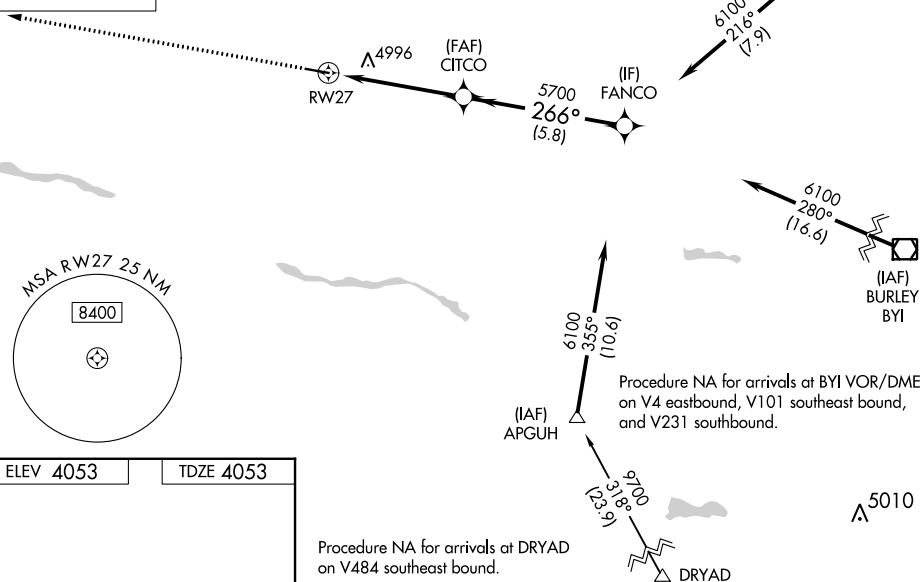 6100
216°
(7.9)
4996
(FAF)
CITCO
(IF)
FANCO
RW27
5700
266°
(5.8)
6100
280°
(16.6)
(IAF)
BURLEY
BYI
MSA RW27 25 NM
8400
6100
355°
(10.6)
Procedure NA for arrivals at BYI VOR/DME
on V4 eastbound, V101 southeast bound,
and V231 southbound.
(IAF)
APGUH
ELEV 4053
TDZE 4053
9700
318°
(23.9)
5010
Procedure NA for arrivals at DRYAD
on V484 southeast bound.
DRYAD